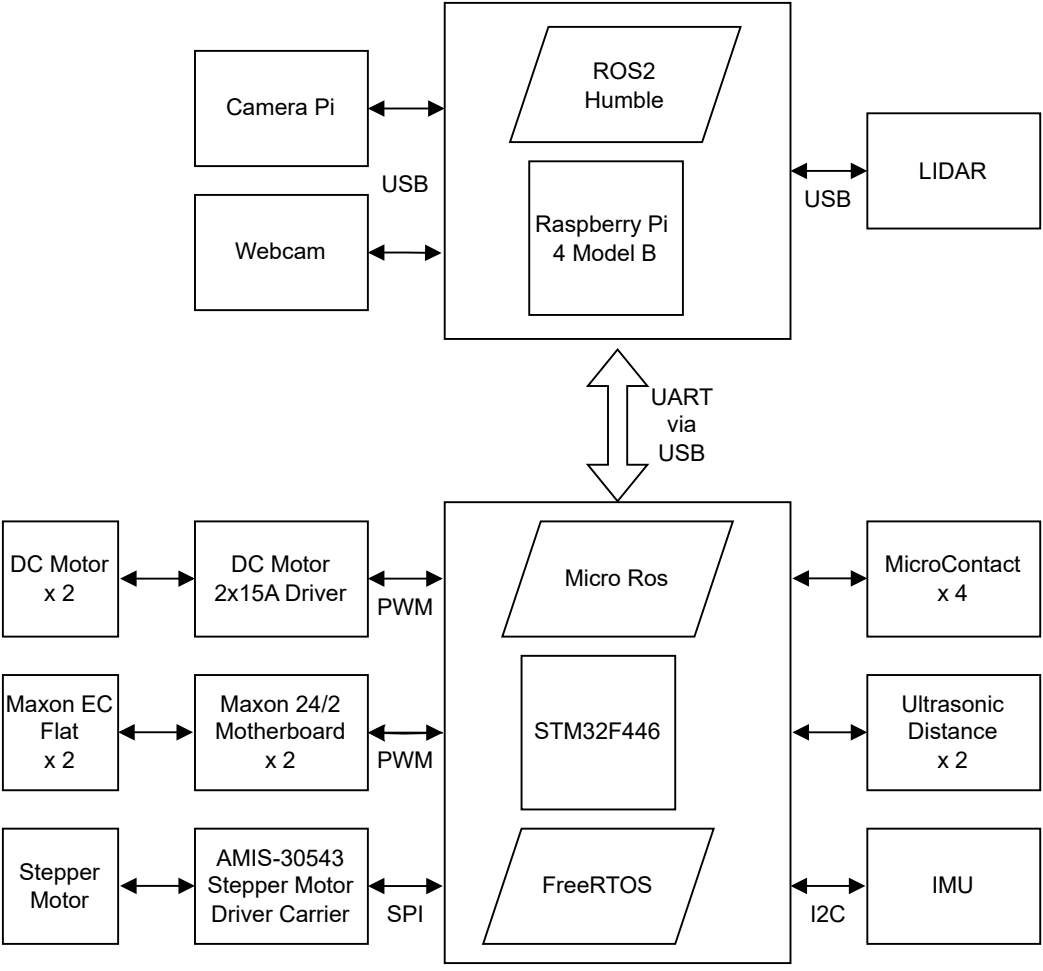 ROS2
Humble
Camera Pi
LIDAR
USB
USB
Raspberry Pi
4 Model B
Webcam
UART
via
USB
DC Motor
x 2
DC Motor
2x15A Driver
PWM
Micro Ros
MicroContact
x 4
Maxon EC
Flat
x 2
Maxon 24/2
Motherboard
x 2
PWM
STM32F446
Ultrasonic
Distance
x 2
Stepper
Motor
AMIS-30543
Stepper Motor
Driver Carrier
SPI
FreeRTOS
I2C
IMU